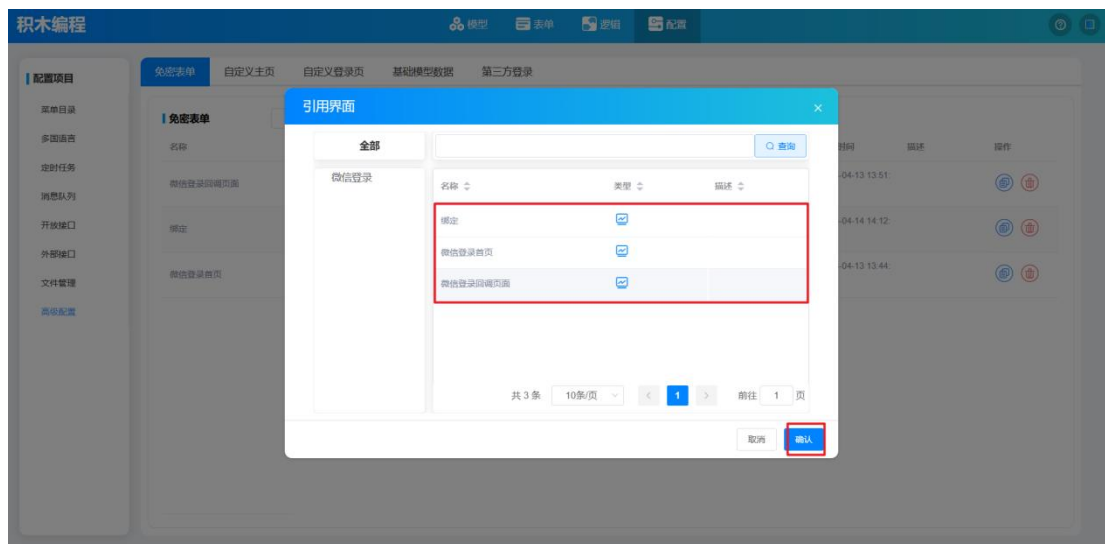 积木编程 模型 表单 逻辑 配置
配置项目 免密表单 自定义主页 自定义登录页 基础模型数据 第三方登录
菜单目录
多国语言
定时任务
消息队列
开放接口
外部接口
文件管理
高级配置
免密表单
名称 时间 描述 操作
微信登录回调页面 -04-13 13:51:
绑定 -04-14 14:12:
微信登录首页 -04-13 13:44:
引用界面
全部 查询
微信登录
名称 类型 描述
绑定
微信登录首页
微信登录回调页面
共 3 条 10条/页 1 前往 1 页
取消 确认